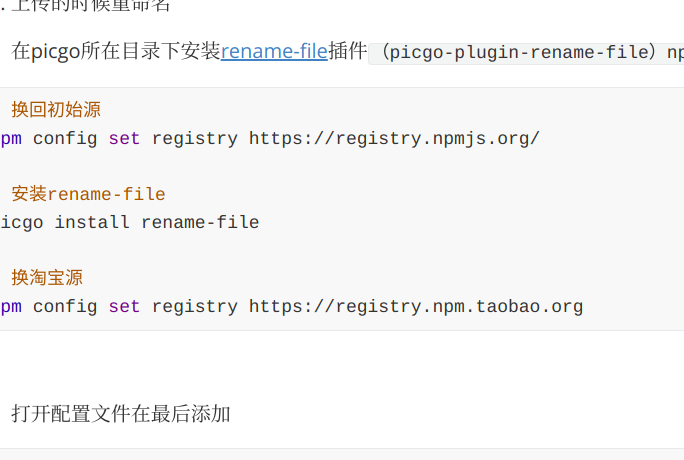 . 上传的时候重命名
在picgo所在目录下安装rename-file插件（picgo-plugin-rename-file）np
换回初始源
pm config set registry https://registry.npmjs.org/
安装rename-file
icgo install rename-file
换淘宝源
pm config set registry https://registry.npm.taobao.org
打开配置文件在最后添加